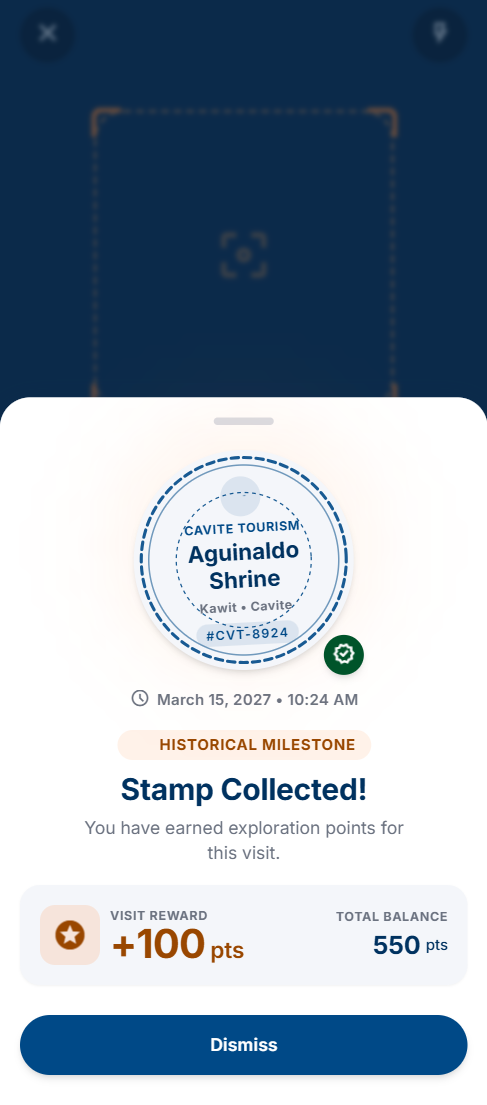 CAVITE TOURISM
Aguinaldo
Shrine
Kawit • Cavite
#CVT-8924
March 15, 2027 • 10:24 AM
HISTORICAL MILESTONE
Stamp Collected!
You have earned exploration points for
this visit.
VISIT REWARD
+100 pts
TOTAL BALANCE
550 pts
Dismiss